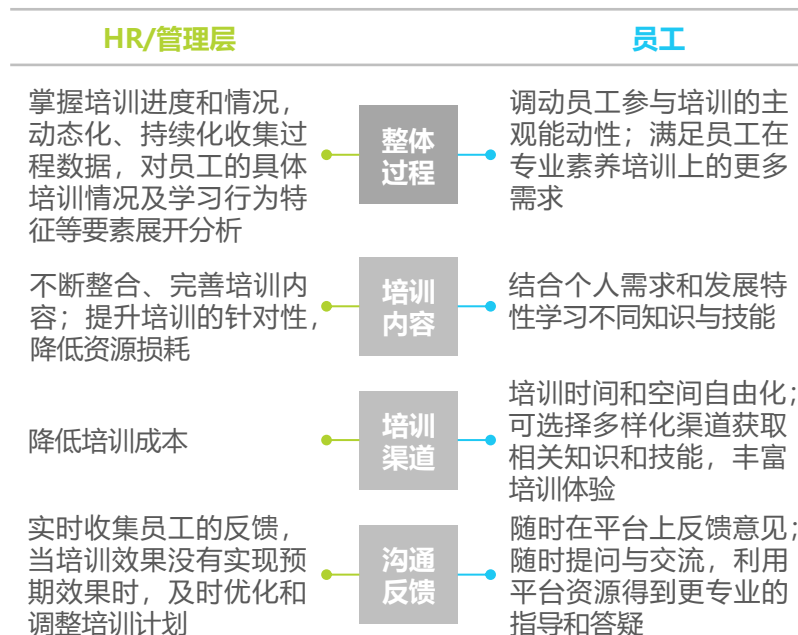 HR/管理层
员工
掌握培训进度和情况，
动态化、持续化收集过
程数据，对员工的具体
培训情况及学习行为特
征等要素展开分析
整体
过程
调动员工参与培训的主
观能动性；满足员工在
专业素养培训上的更多
需求
不断整合、完善培训内
容；提升培训的针对性，
降低资源损耗
培训
内容
结合个人需求和发展特
性学习不同知识与技能
降低培训成本
培训
渠道
培训时间和空间自由化；
可选择多样化渠道获取
相关知识和技能，丰富
培训体验
实时收集员工的反馈，
当培训效果没有实现预
期效果时，及时优化和
调整培训计划
沟通
反馈
随时在平台上反馈意见；
随时提问与交流，利用
平台资源得到更专业的
指导和答疑